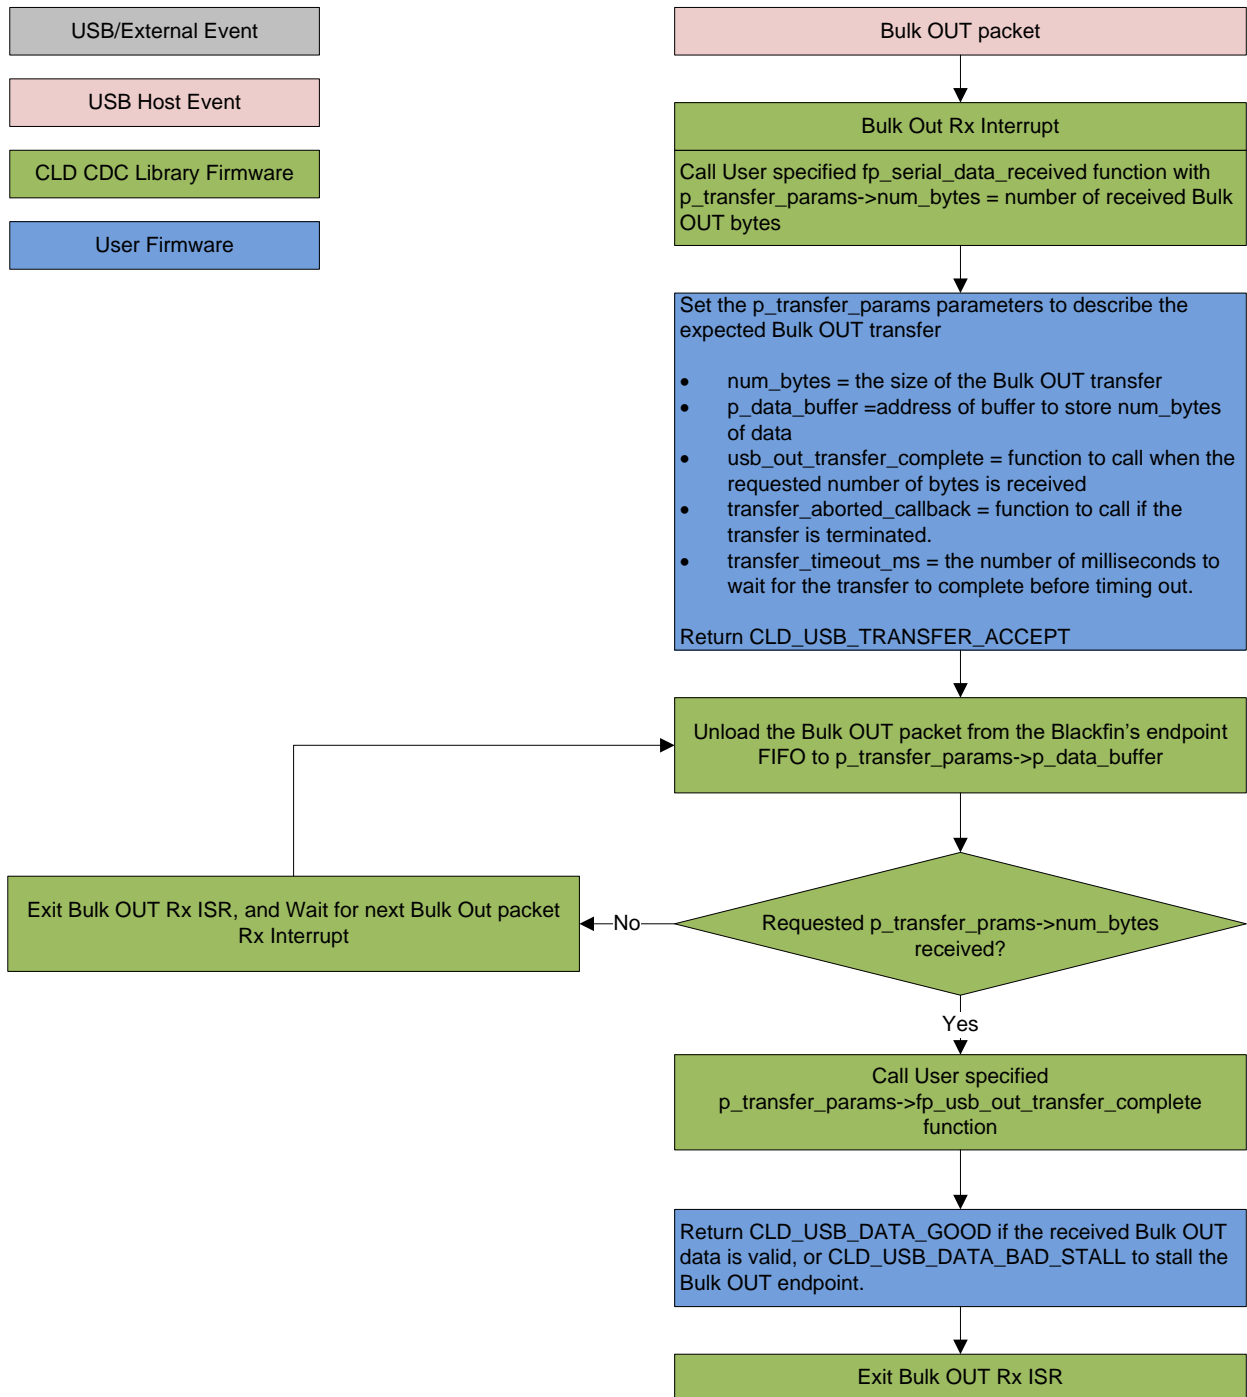 USB/External Event
USB Host Event
CLD CDC Library Firmware
User Firmware
Bulk OUT packet
Bulk Out Rx Interrupt
Call User specified fp_serial_data_received function with
p_transfer_params->num_bytes = number of received Bulk
OUT bytes
Set the p_transfer_params parameters to describe the
expected Bulk OUT transfer
• num_bytes = the size of the Bulk OUT transfer
• p_data_buffer =address of buffer to store num_bytes
of data
• usb_out_transfer_complete = function to call when the
requested number of bytes is received
• transfer_aborted_callback = function to call if the
transfer is terminated.
• transfer_timeout_ms = the number of milliseconds to
wait for the transfer to complete before timing out.
Return CLD_USB_TRANSFER_ACCEPT
Unload the Bulk OUT packet from the Blackfin's endpoint
FIFO to p_transfer_params->p_data_buffer
Exit Bulk OUT Rx ISR, and Wait for next Bulk Out packet
Rx Interrupt
No
Requested p_transfer_prams->num_bytes
received?
Yes
Call User specified
p_transfer_params->fp_usb_out_transfer_complete
function
Return CLD_USB_DATA_GOOD if the received Bulk OUT
data is valid, or CLD_USB_DATA_BAD_STALL to stall the
Bulk OUT endpoint.
Exit Bulk OUT Rx ISR